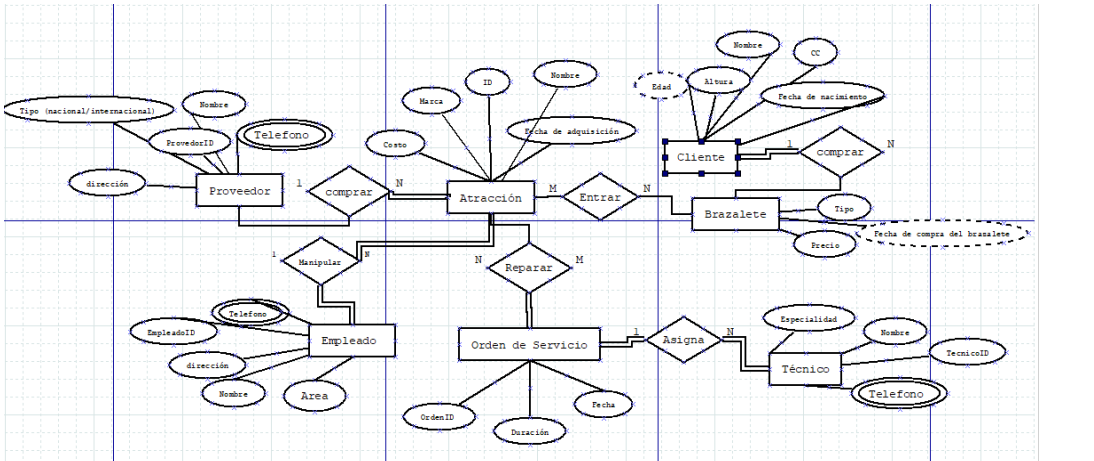 Nombre
CC
Edad
Altura
Fecha de nacimiento
ID
Nombre
Marca
Fecha de adquisición
Costo
Tipo (nacional/internacional)
Nombre
Telefono
ProvedorID
dirección
Proveedor
1
comprar
N
Atracción
M
Entrar
N
Cliente
1
comprar
N
Brazalete
Tipo
Fecha de compra del brasalete
Precio
1
Manipular
N
N
Reparar
M
Telefono
EmpleadoID
Empleado
dirección
Nombre
Area
Orden de Servicio
1
Asigna
N
OrdenID
Duración
Fecha
Especialidad
Nombre
TecnicoID
Técnico
Telefono